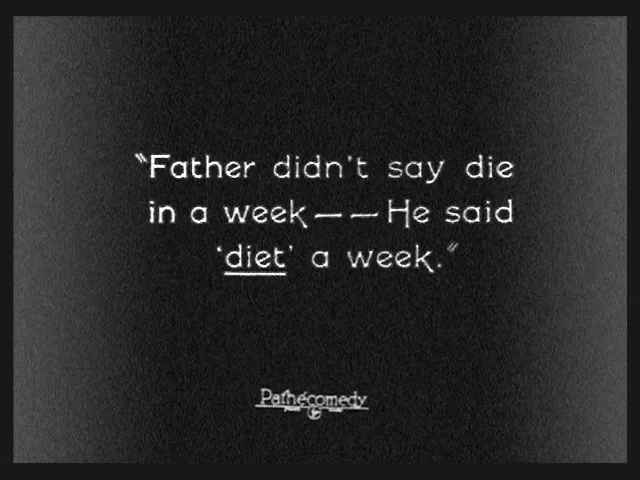 "Father didn't say die
in a week — — He said
'diet' a week."
Pathécomedy